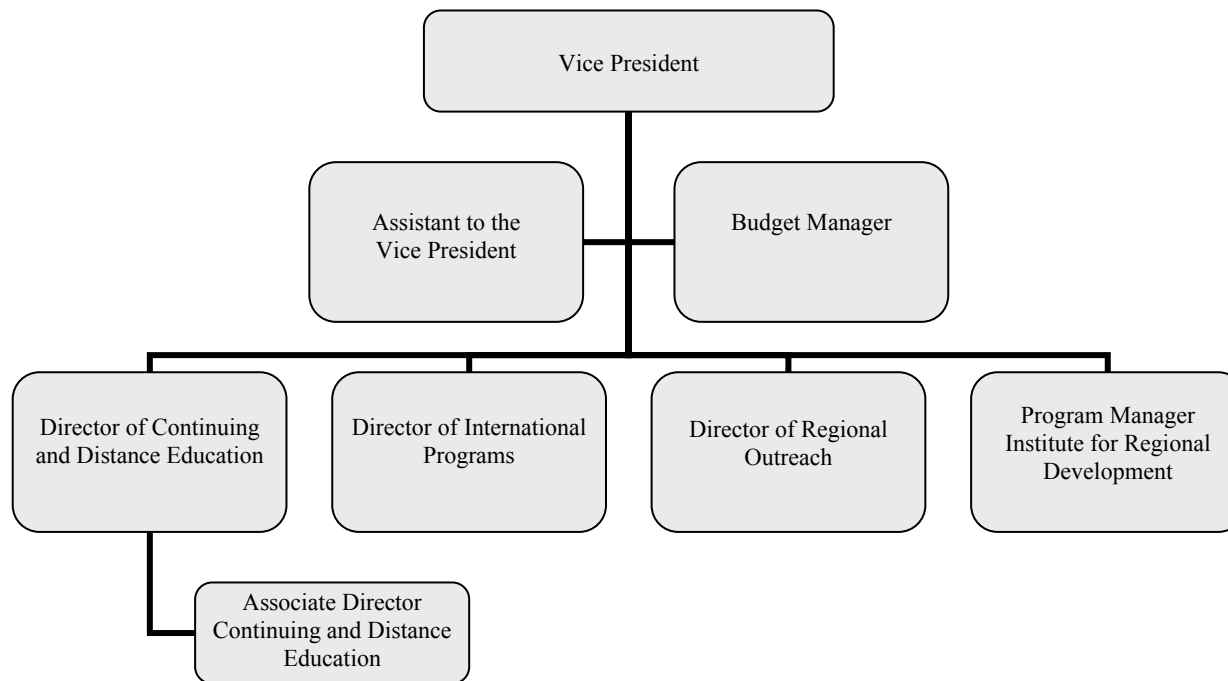 Vice President
Assistant to the
Vice President
Budget Manager
Director of Continuing
and Distance Education
Director of International
Programs
Director of Regional
Outreach
Program Manager
Institute for Regional
Development
Associate Director
Continuing and Distance
Education